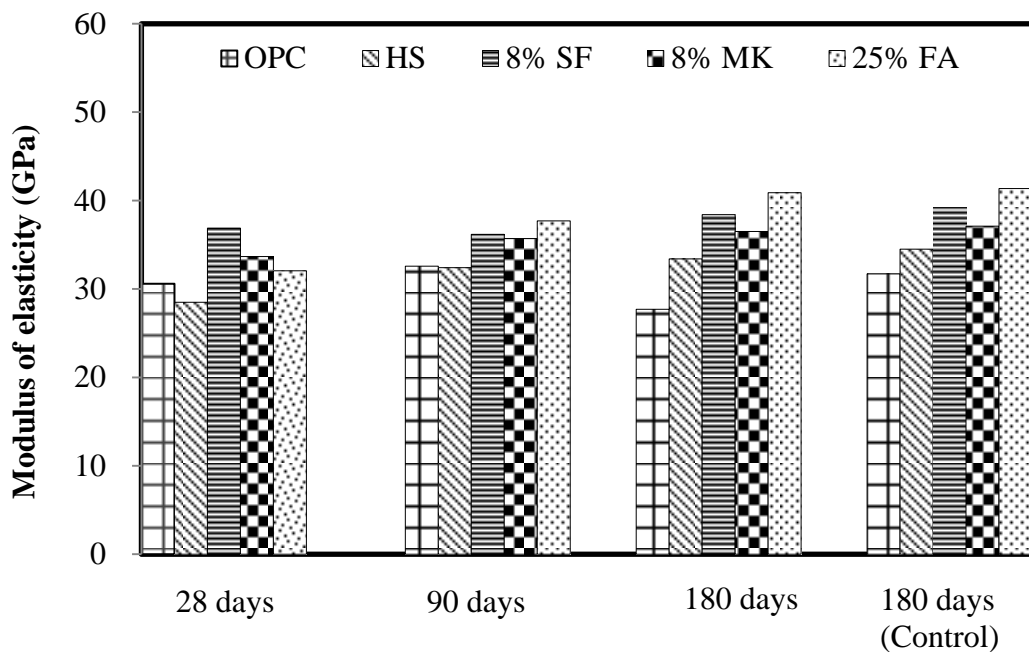 60
OPC HS 8% SF 8% MK 25% FA
50
40
30
20
10
0
Modulus of elasticity (GPa)
28 days 90 days 180 days 180 days
(Control)